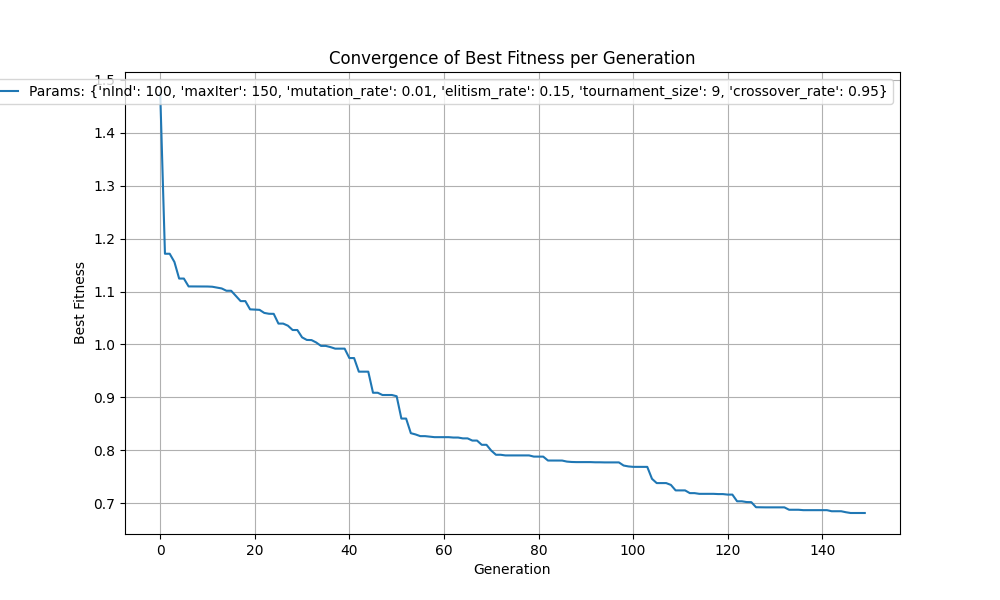 Convergence of Best Fitness per Generation
Params: {'nInd': 100, 'maxIter': 150, 'mutation_rate': 0.01, 'elitism_rate': 0.15, 'tournament_size': 9, 'crossover_rate': 0.95}
1.5
1.4
1.3
1.2
1.1
1.0
0.9
0.8
0.7
Best Fitness
0 20 40 60 80 100 120 140
Generation